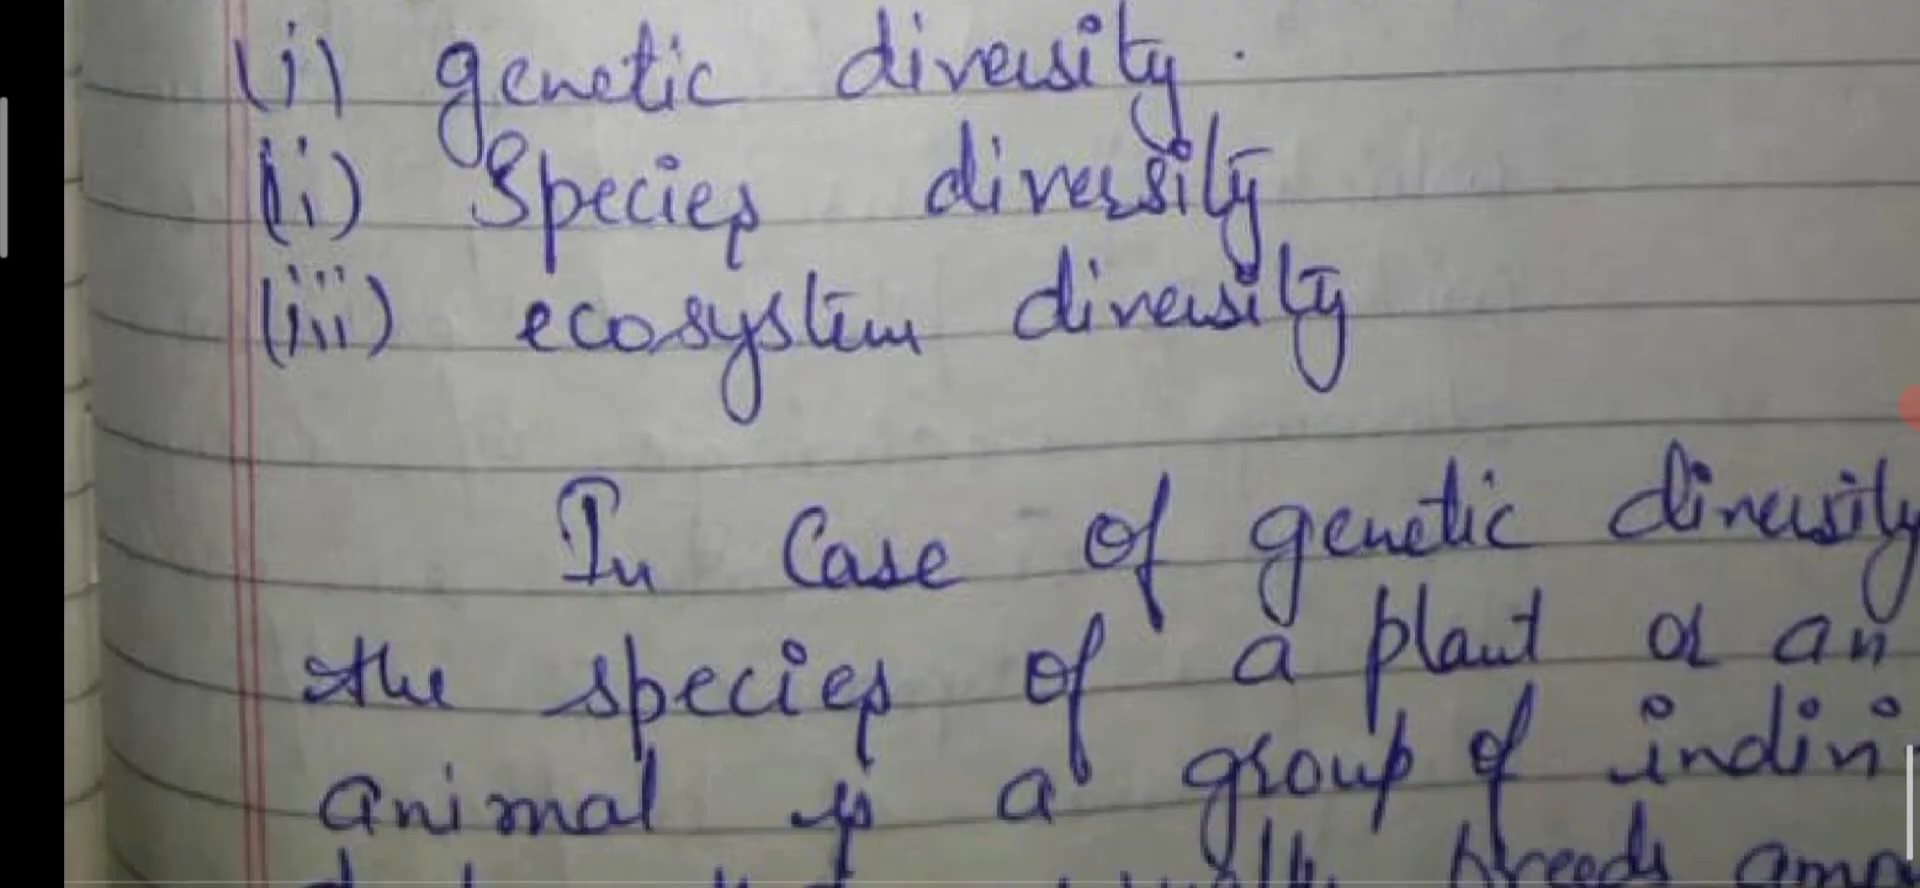 (i) genetic diversity.
(ii) Species diversity
(iii) ecosystem diversity
In Case of genetic diversity
the species of a plant or an
animal is a group of indivi
breeds